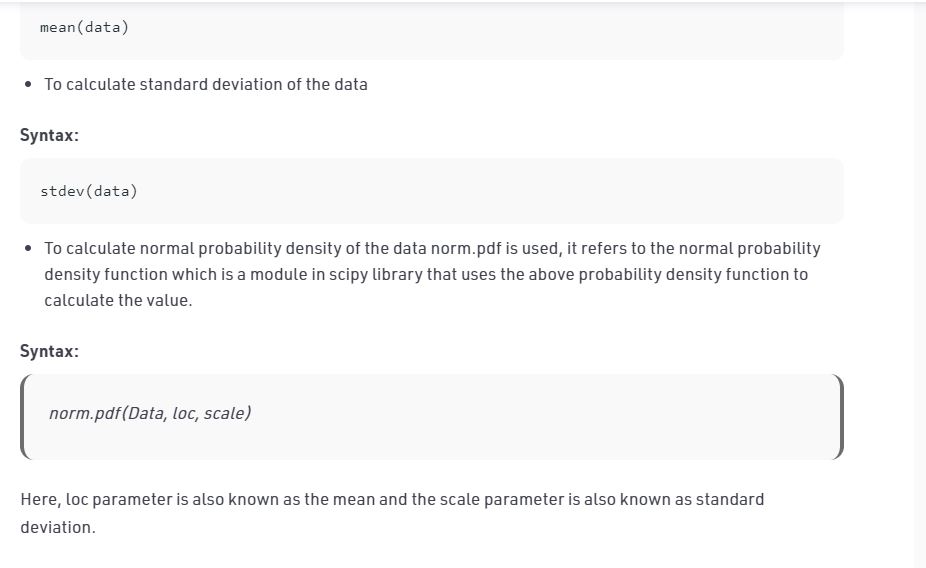 mean(data)
• To calculate standard deviation of the data
Syntax:
stdev(data)
• To calculate normal probability density of the data norm.pdf is used, it refers to the normal probability
density function which is a module in scipy library that uses the above probability density function to
calculate the value.
Syntax:
norm.pdf(Data, loc, scale)
Here, loc parameter is also known as the mean and the scale parameter is also known as standard
deviation.